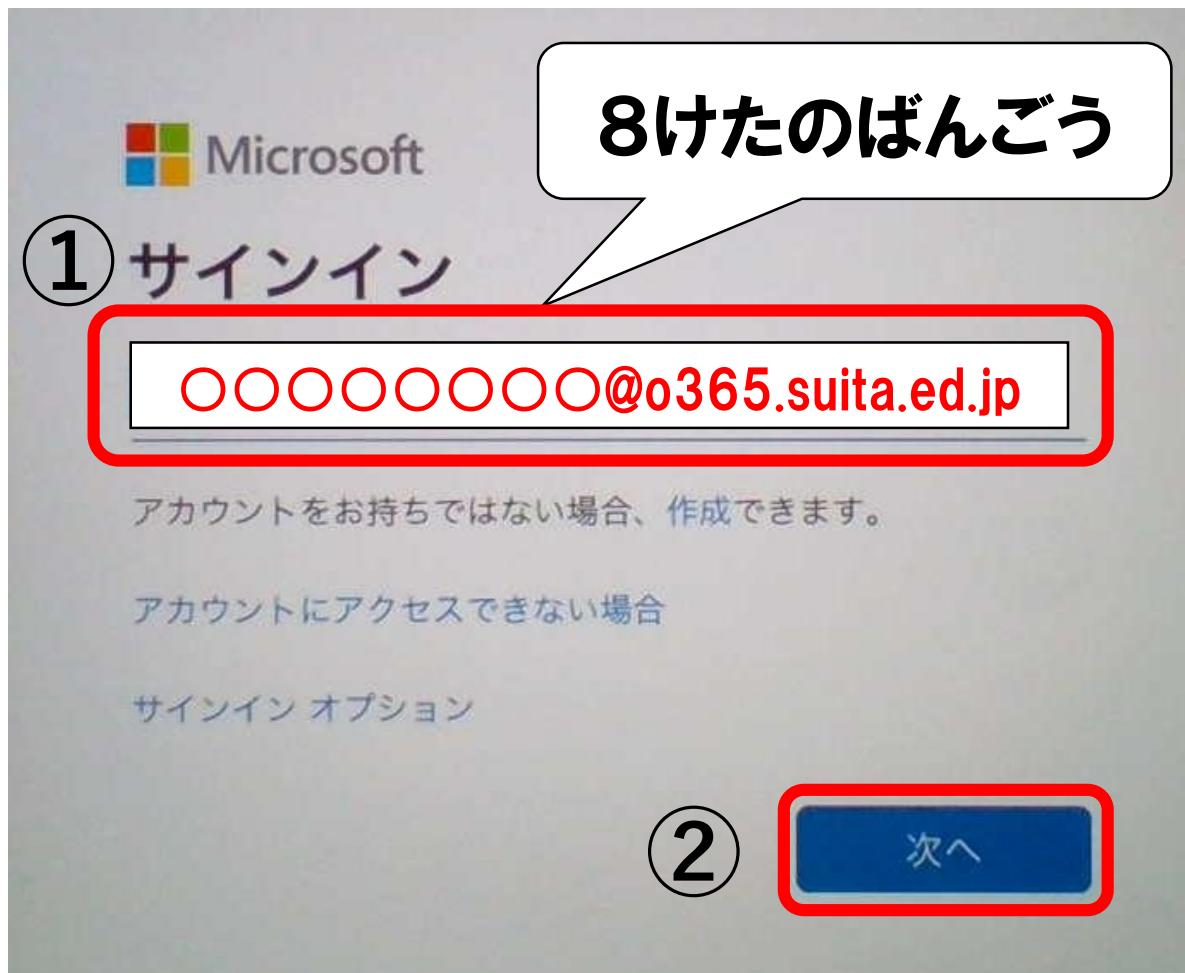 8けたのばんごう
Microsoft
① サインイン
○○○○○○○○@o365.suita.ed.jp
アカウントをお持ちではない場合、作成できます。
アカウントにアクセスできない場合
サインイン オプション
② 次へ